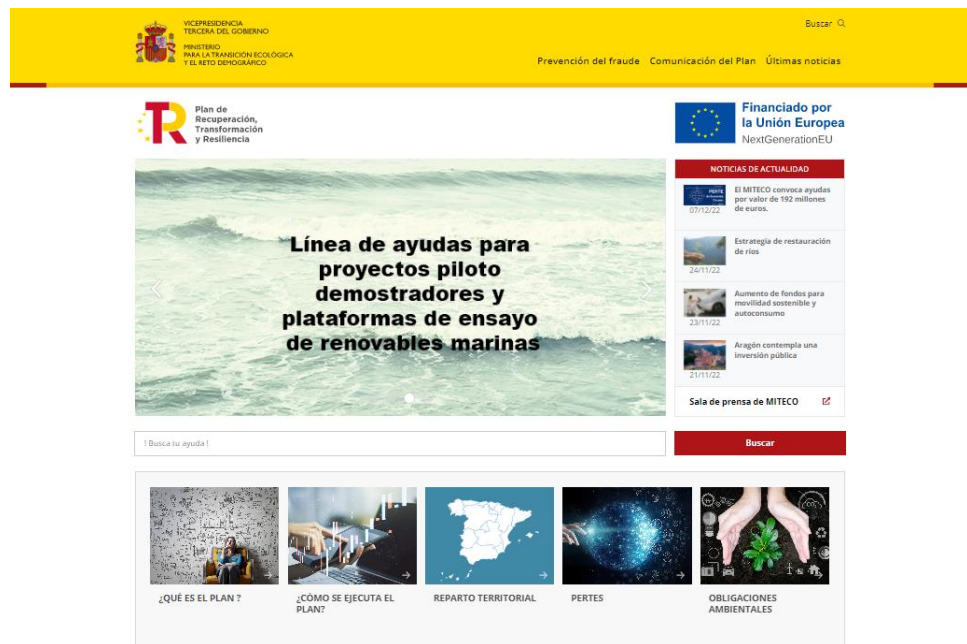 VICEPRESIDENCIA
TERCERA DEL GOBIERNO
MINISTERIO
PARA LA TRANSICIÓN ECOLÓGICA
Y EL RETO DEMOGRÁFICO
Buscar
Prevención del fraude Comunicación del Plan Últimas noticias
Plan de
Recuperación,
Transformación
y Resiliencia
Financiado por
la Unión Europea
NextGenerationEU
Línea de ayudas para
proyectos piloto
demostradores y
plataformas de ensayo
de renovables marinas
NOTICIAS DE ACTUALIDAD
El MITECO convoca ayudas
por valor de 192 millones
de euros.
PERTE
07/12/22
Estrategia de restauración
de ríos
24/11/22
Aumento de fondos para
movilidad sostenible y
autoconsumo
23/11/22
Aragón contempla una
inversión pública
21/11/22
Sala de prensa de MITECO
! Busca tu ayuda !
Buscar
¿QUÉ ES EL PLAN ?
¿CÓMO SE EJECUTA EL
PLAN?
REPARTO TERRITORIAL
PERTES
OBLIGACIONES
AMBIENTALES